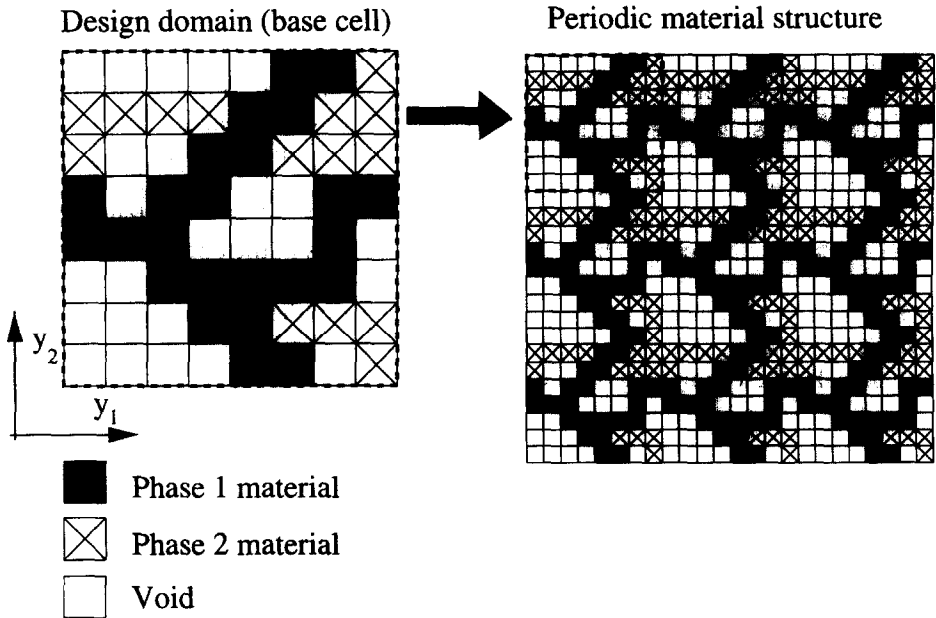 Design domain (base cell)
Periodic material structure
y2
y1
Phase 1 material
Phase 2 material
Void